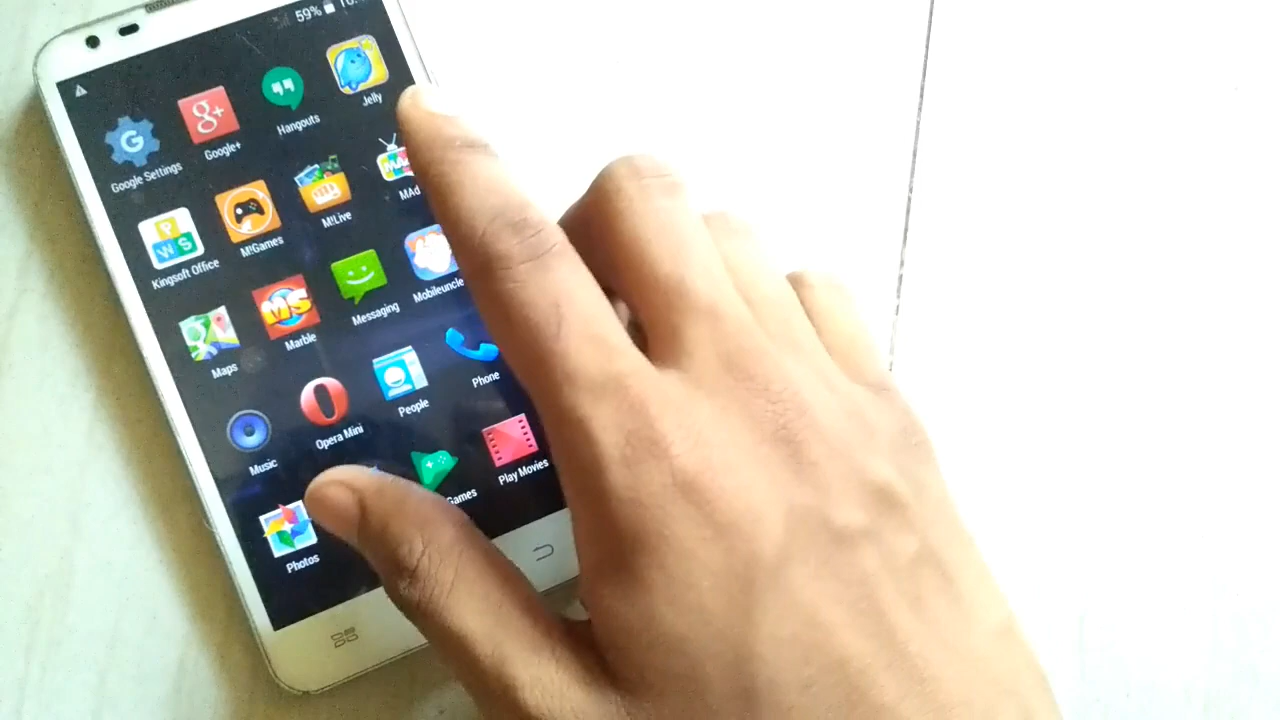 59%
Google Settings
Google+
Hangouts
Jelly
Kingsoft Office
M!Games
M!Live
MAd
Maps
Marble
Messaging
Mobileuncle
Music
Opera Mini
People
Phone
Photos
Games
Play Movies